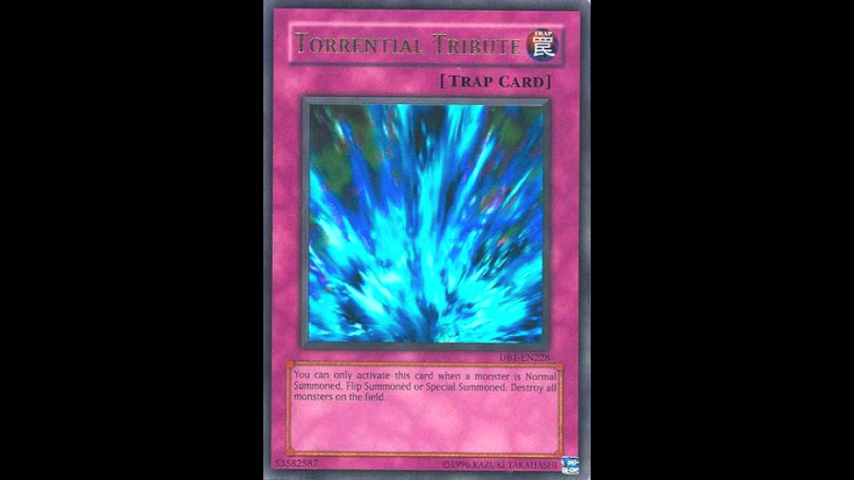 TORRENTIAL TRIBUTE
TRAP
罠
[TRAP CARD]
DB1-EN228
You can only activate this card when a monster is Normal
Summoned, Flip Summoned or Special Summoned. Destroy all
monsters on the field.
53582587
©1996 KAZUKI TAKAHASHI